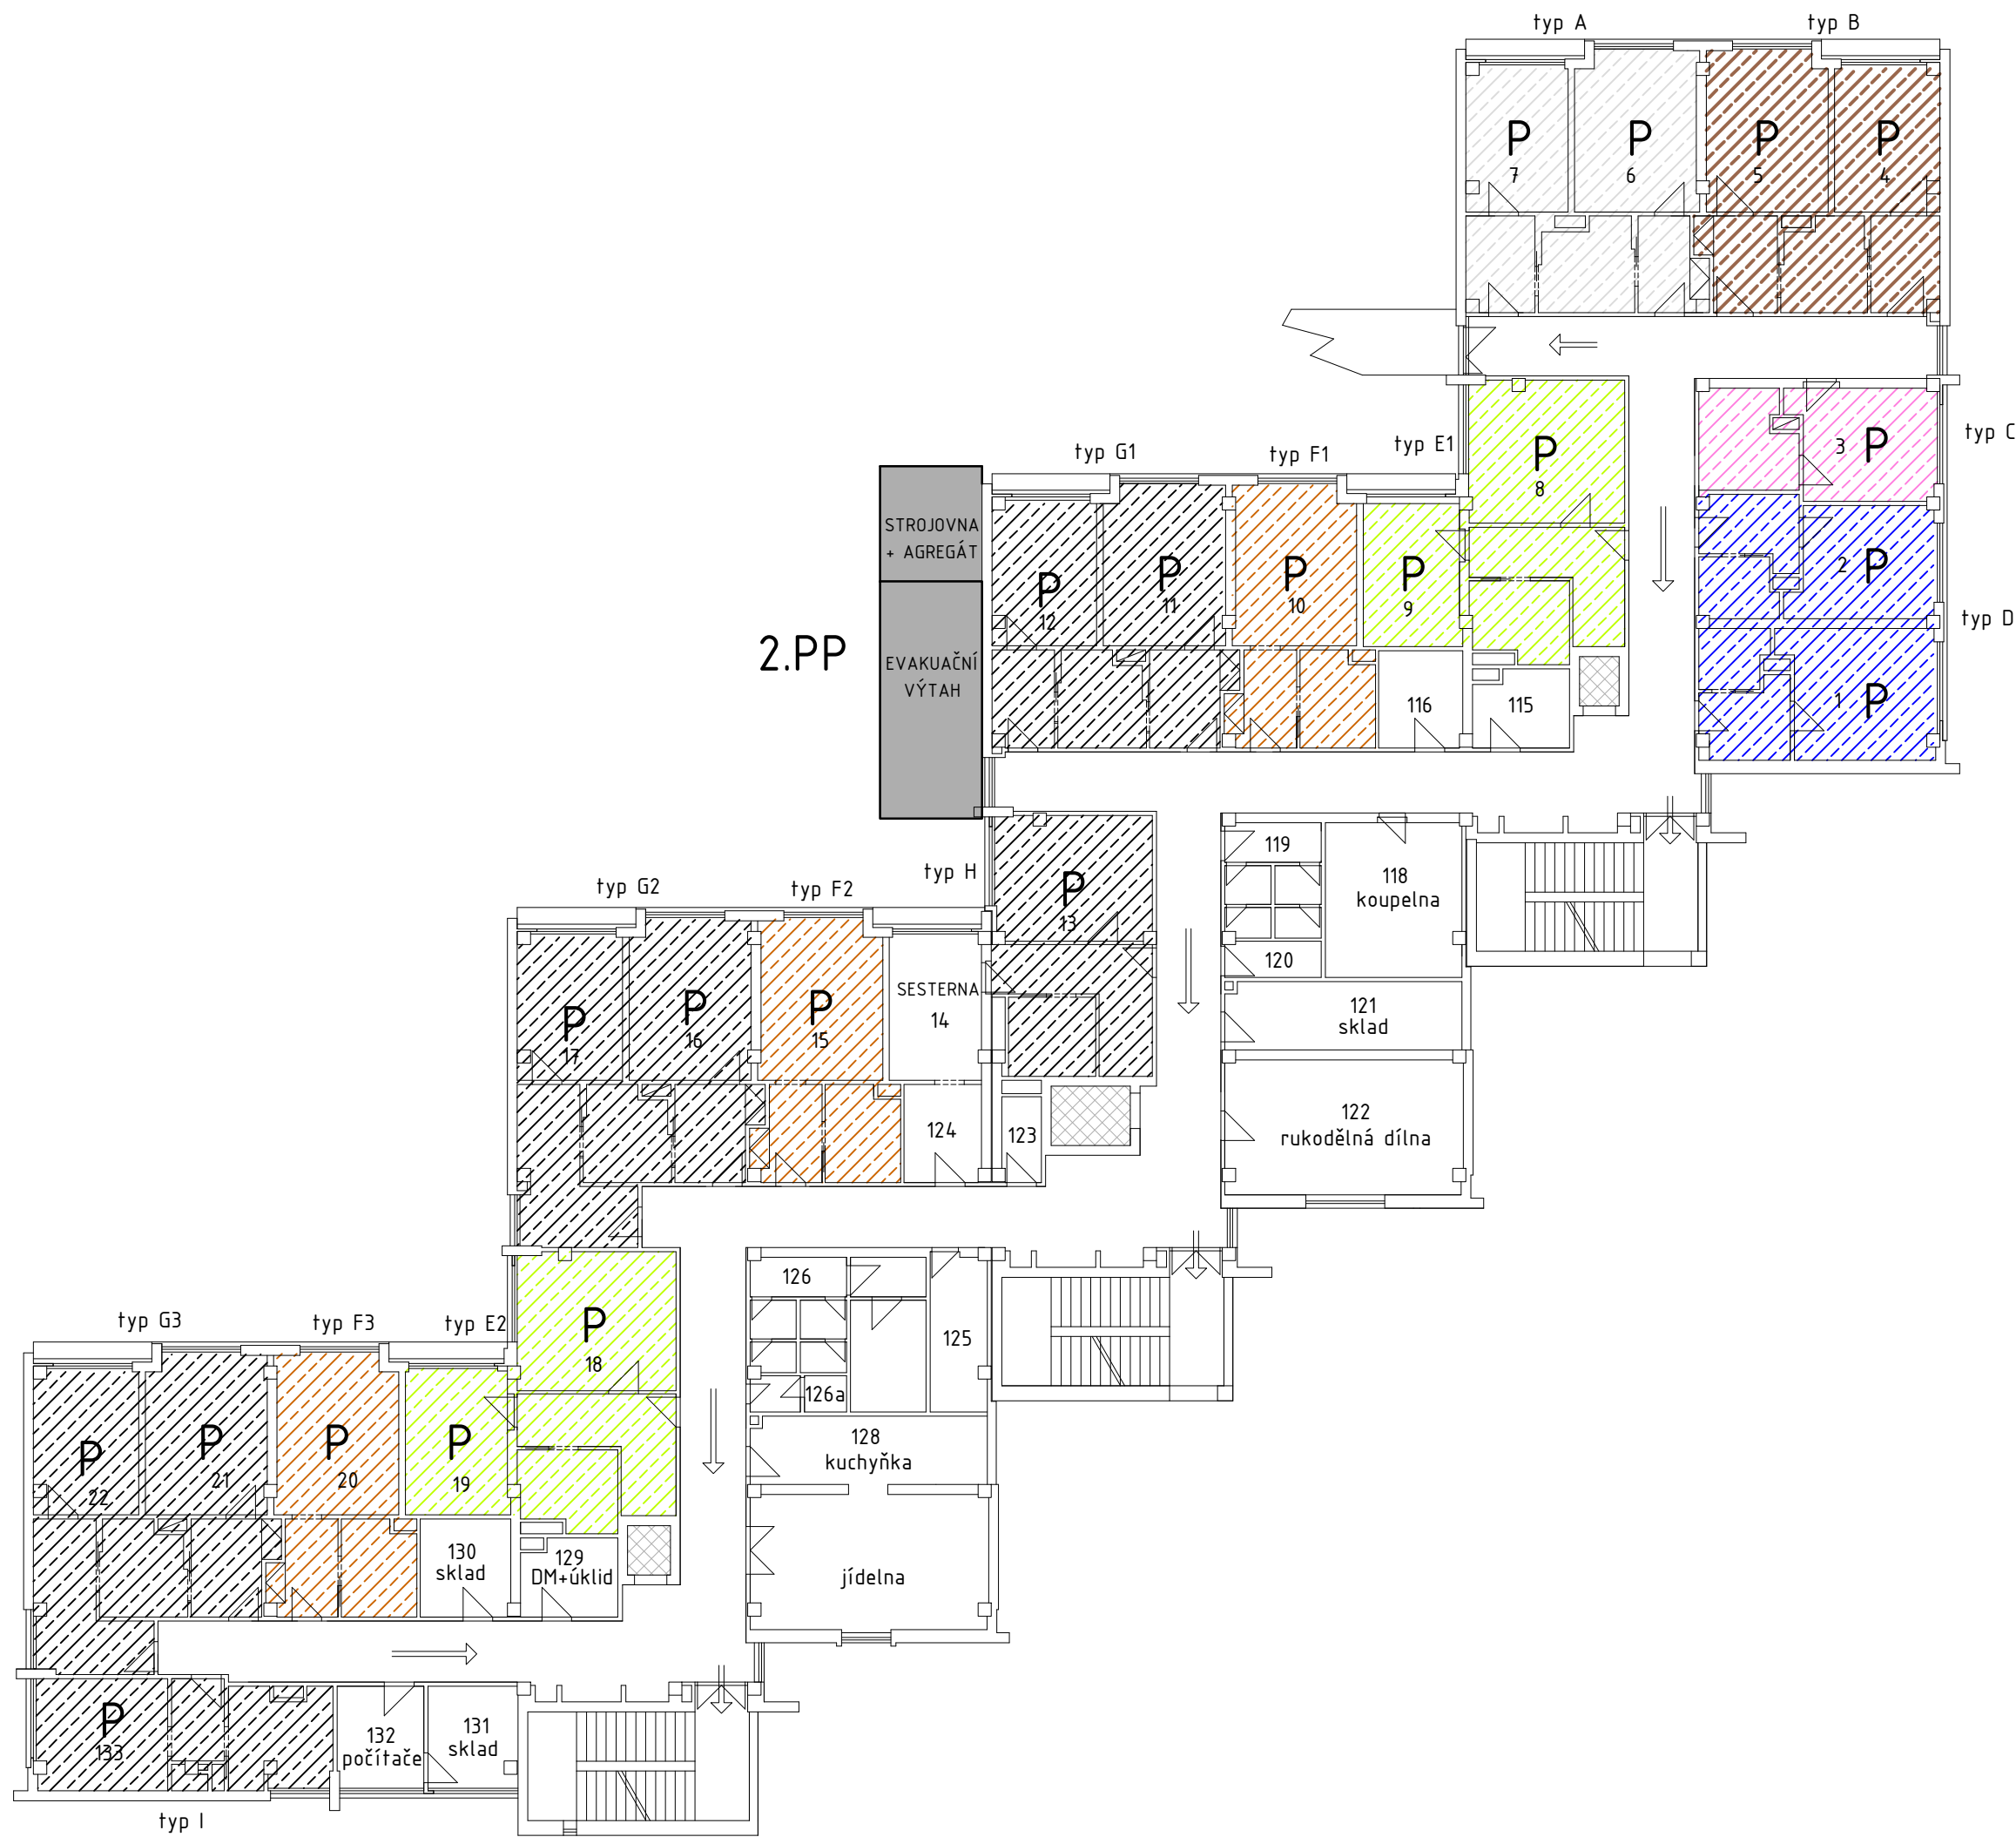 typ A
typ B
P
7
P
6
P
5
P
4
typ C
3 P
P
8
typ G1
typ F1
typ E1
STROJOVNA
+ AGREGÁT
P
12
P
11
P
10
P
9
2 P
typ D
2.PP
EVAKUAČNÍ
VÝTAH
116
115
1 P
119
118
koupelna
120
typ H
P
13
121
sklad
122
rukodělná dílna
typ G2
typ F2
P
17
P
16
P
15
SESTERNA
14
124
123
126
125
126a
128
kuchyňka
jídelna
P
18
typ G3
typ F3
typ E2
P
22
P
21
P
20
P
19
130
sklad
129
DM+úklid
P
133
132
počítače
131
sklad
typ I